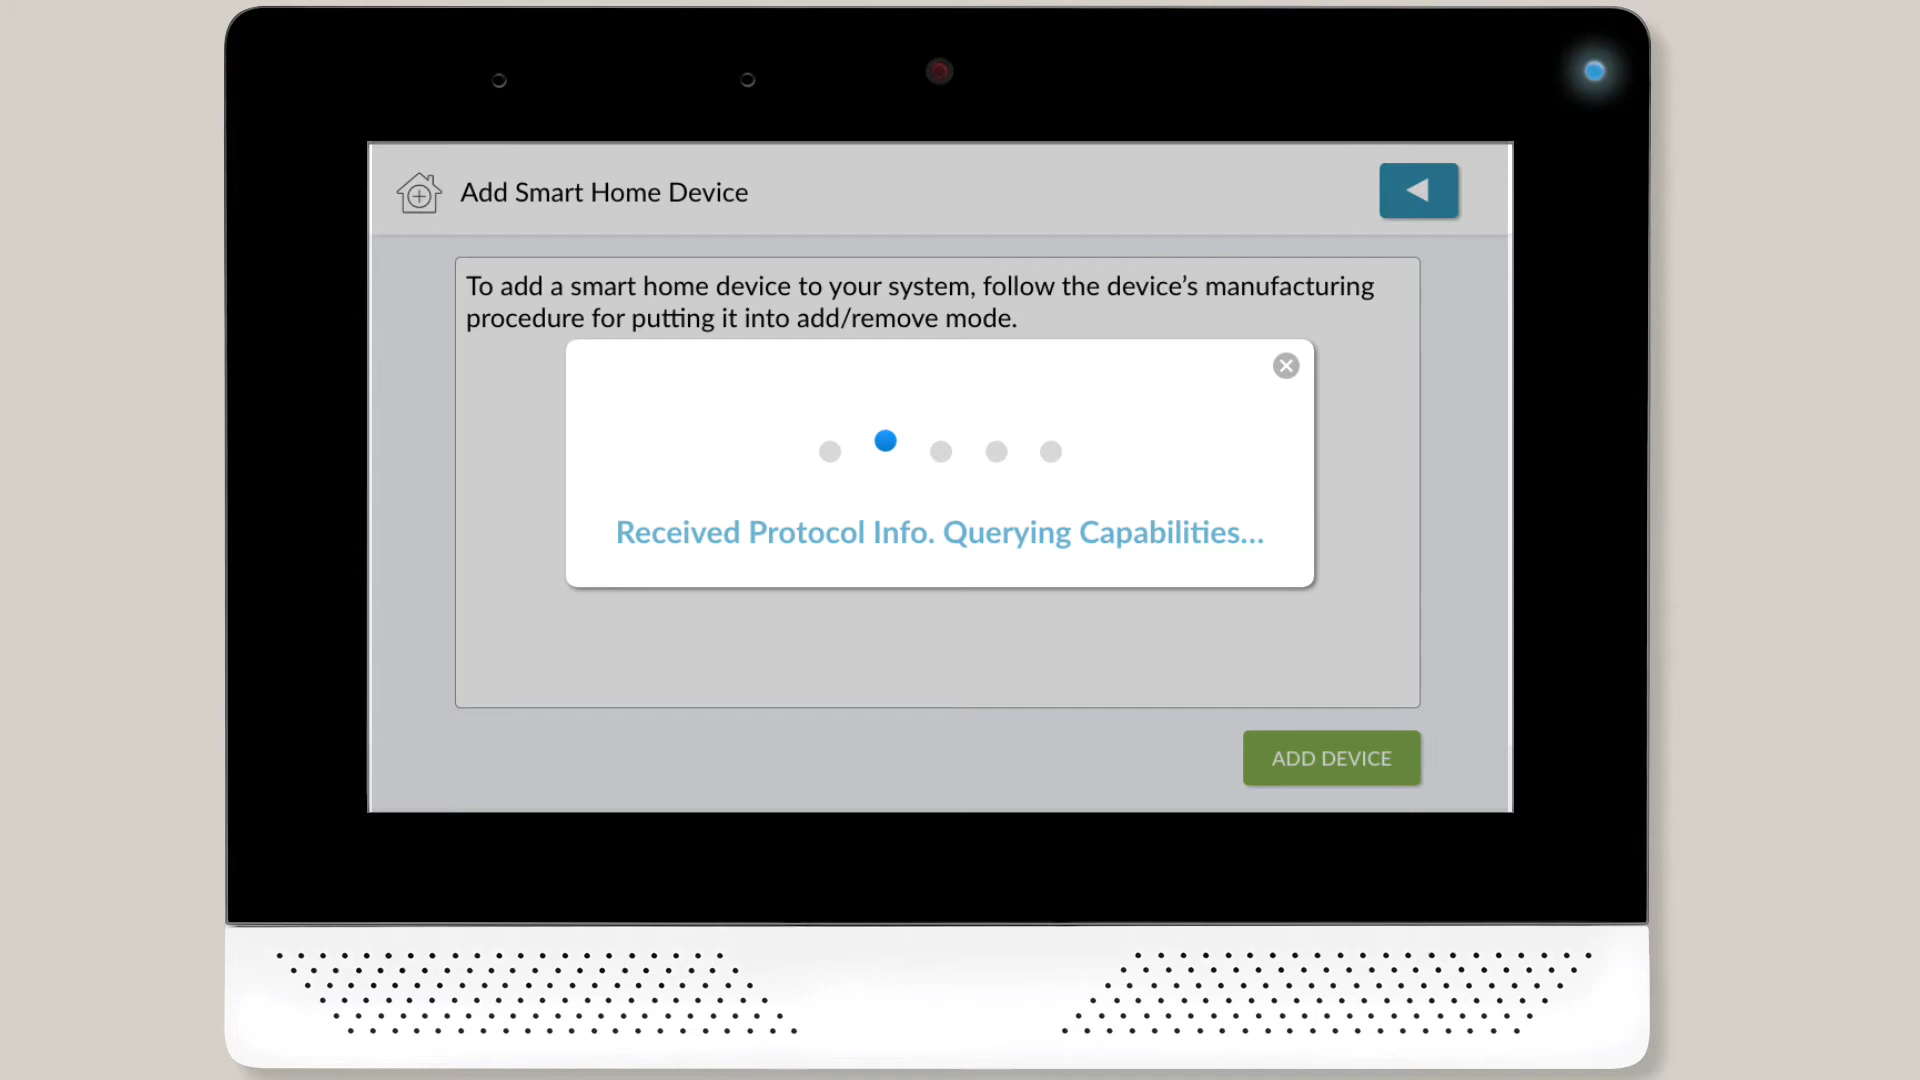 Add Smart Home Device
To add a smart home device to your system, follow the device’s manufacturing
procedure for putting it into add/remove mode.
Received Protocol Info. Querying Capabilities...
ADD DEVICE